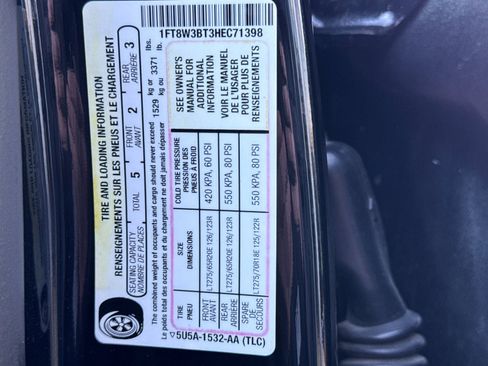 TIRE AND LOADING INFORMATION
RENSEIGNEMENTS SUR LES PNEUS ET LE CHARGEMENT
1FT8W3BT3HEC71398
SEATING CAPACITY
NOMBRE DE PLACES
TOTAL 5
FRONT
AVANT 2
REAR
ARRIÈRE 3
The combined weight of occupants and cargo should never exceed
Le poids total des occupants et du chargement ne doit jamais dépasser
1529 kg or 3371 lbs.
kg ou lb.
TIRE
PNEU
SIZE
DIMENSIONS
COLD TIRE PRESSURE
PRESSION DES
PNEUS À FROID
SEE OWNER'S
MANUAL FOR
ADDITIONAL
INFORMATION
VOIR LE MANUEL
DE L'USAGER
POUR PLUS DE
RENSEIGNEMENTS
FRONT
AVANT
LT275/65R20E 126/123R
420 KPA, 60 PSI
REAR
ARRIÈRE
LT275/65R20E 126/123R
550 KPA, 80 PSI
SPARE
DE
SECOURS
LT275/70R18E 125/122R
550 KPA, 80 PSI
5U5A-1532-AA (TLC)